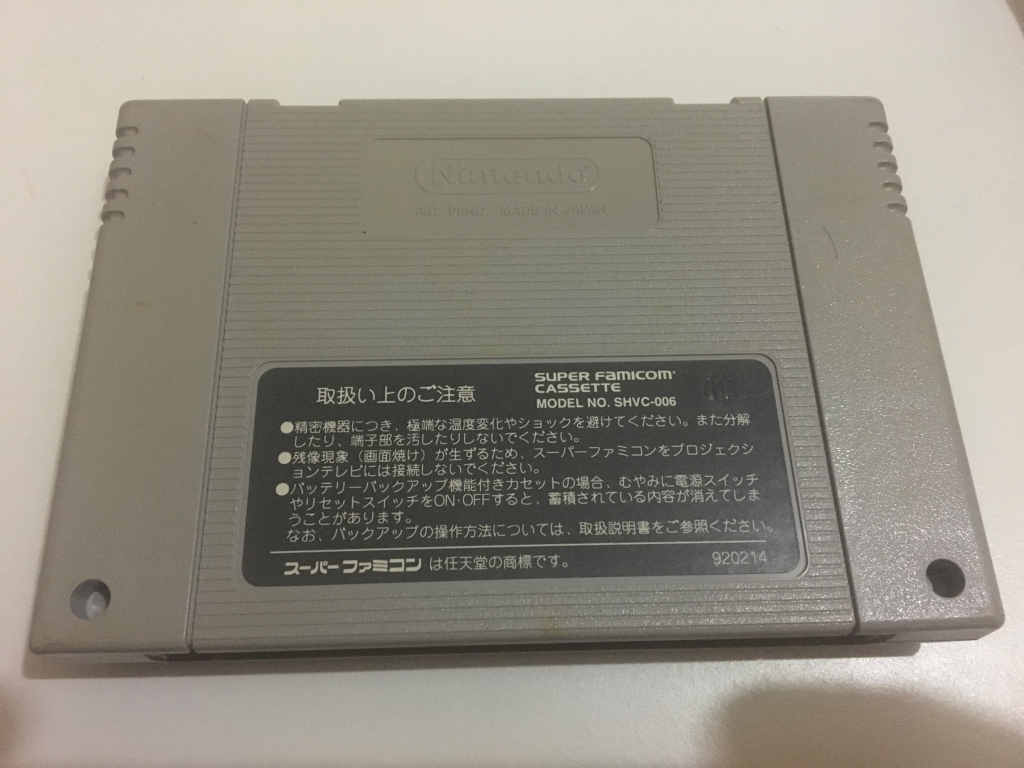 Nintendo®
PAT. PEND. MADE IN JAPAN
取扱い上のご注意
SUPER FAMICOM
CASSETTE
MODEL NO. SHVC-006
●精密機器につき、極端な温度変化やショックを避けてください。また分解
したり、端子部を汚したりしないでください。
●残像現象（画面焼け）が生ずるため、スーパーファミコンをプロジェクシ
ョンテレビには接続しないでください。
●バッテリーバックアップ機能付きカセットの場合、むやみに電源スイッチ
やリセットスイッチをON・OFFすると、蓄積されている内容が消えてしま
うことがあります。
なお、バックアップの操作方法については、取扱説明書をご参照ください。
スーパーファミコン は任天堂の商標です。
920214